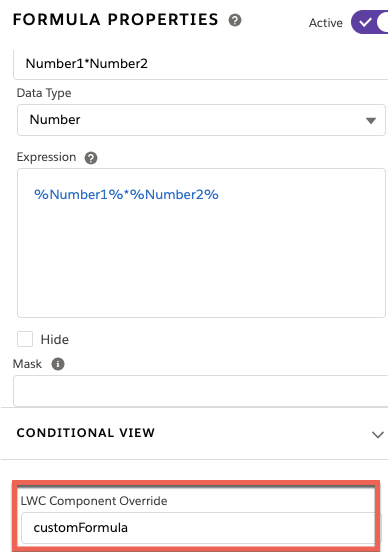 FORMULA PROPERTIES ?
Active
Number1*Number2
Data Type
Number
Expression ?
%Number1%*%Number2%
Hide
Mask i
CONDITIONAL VIEW
LWC Component Override
customFormula